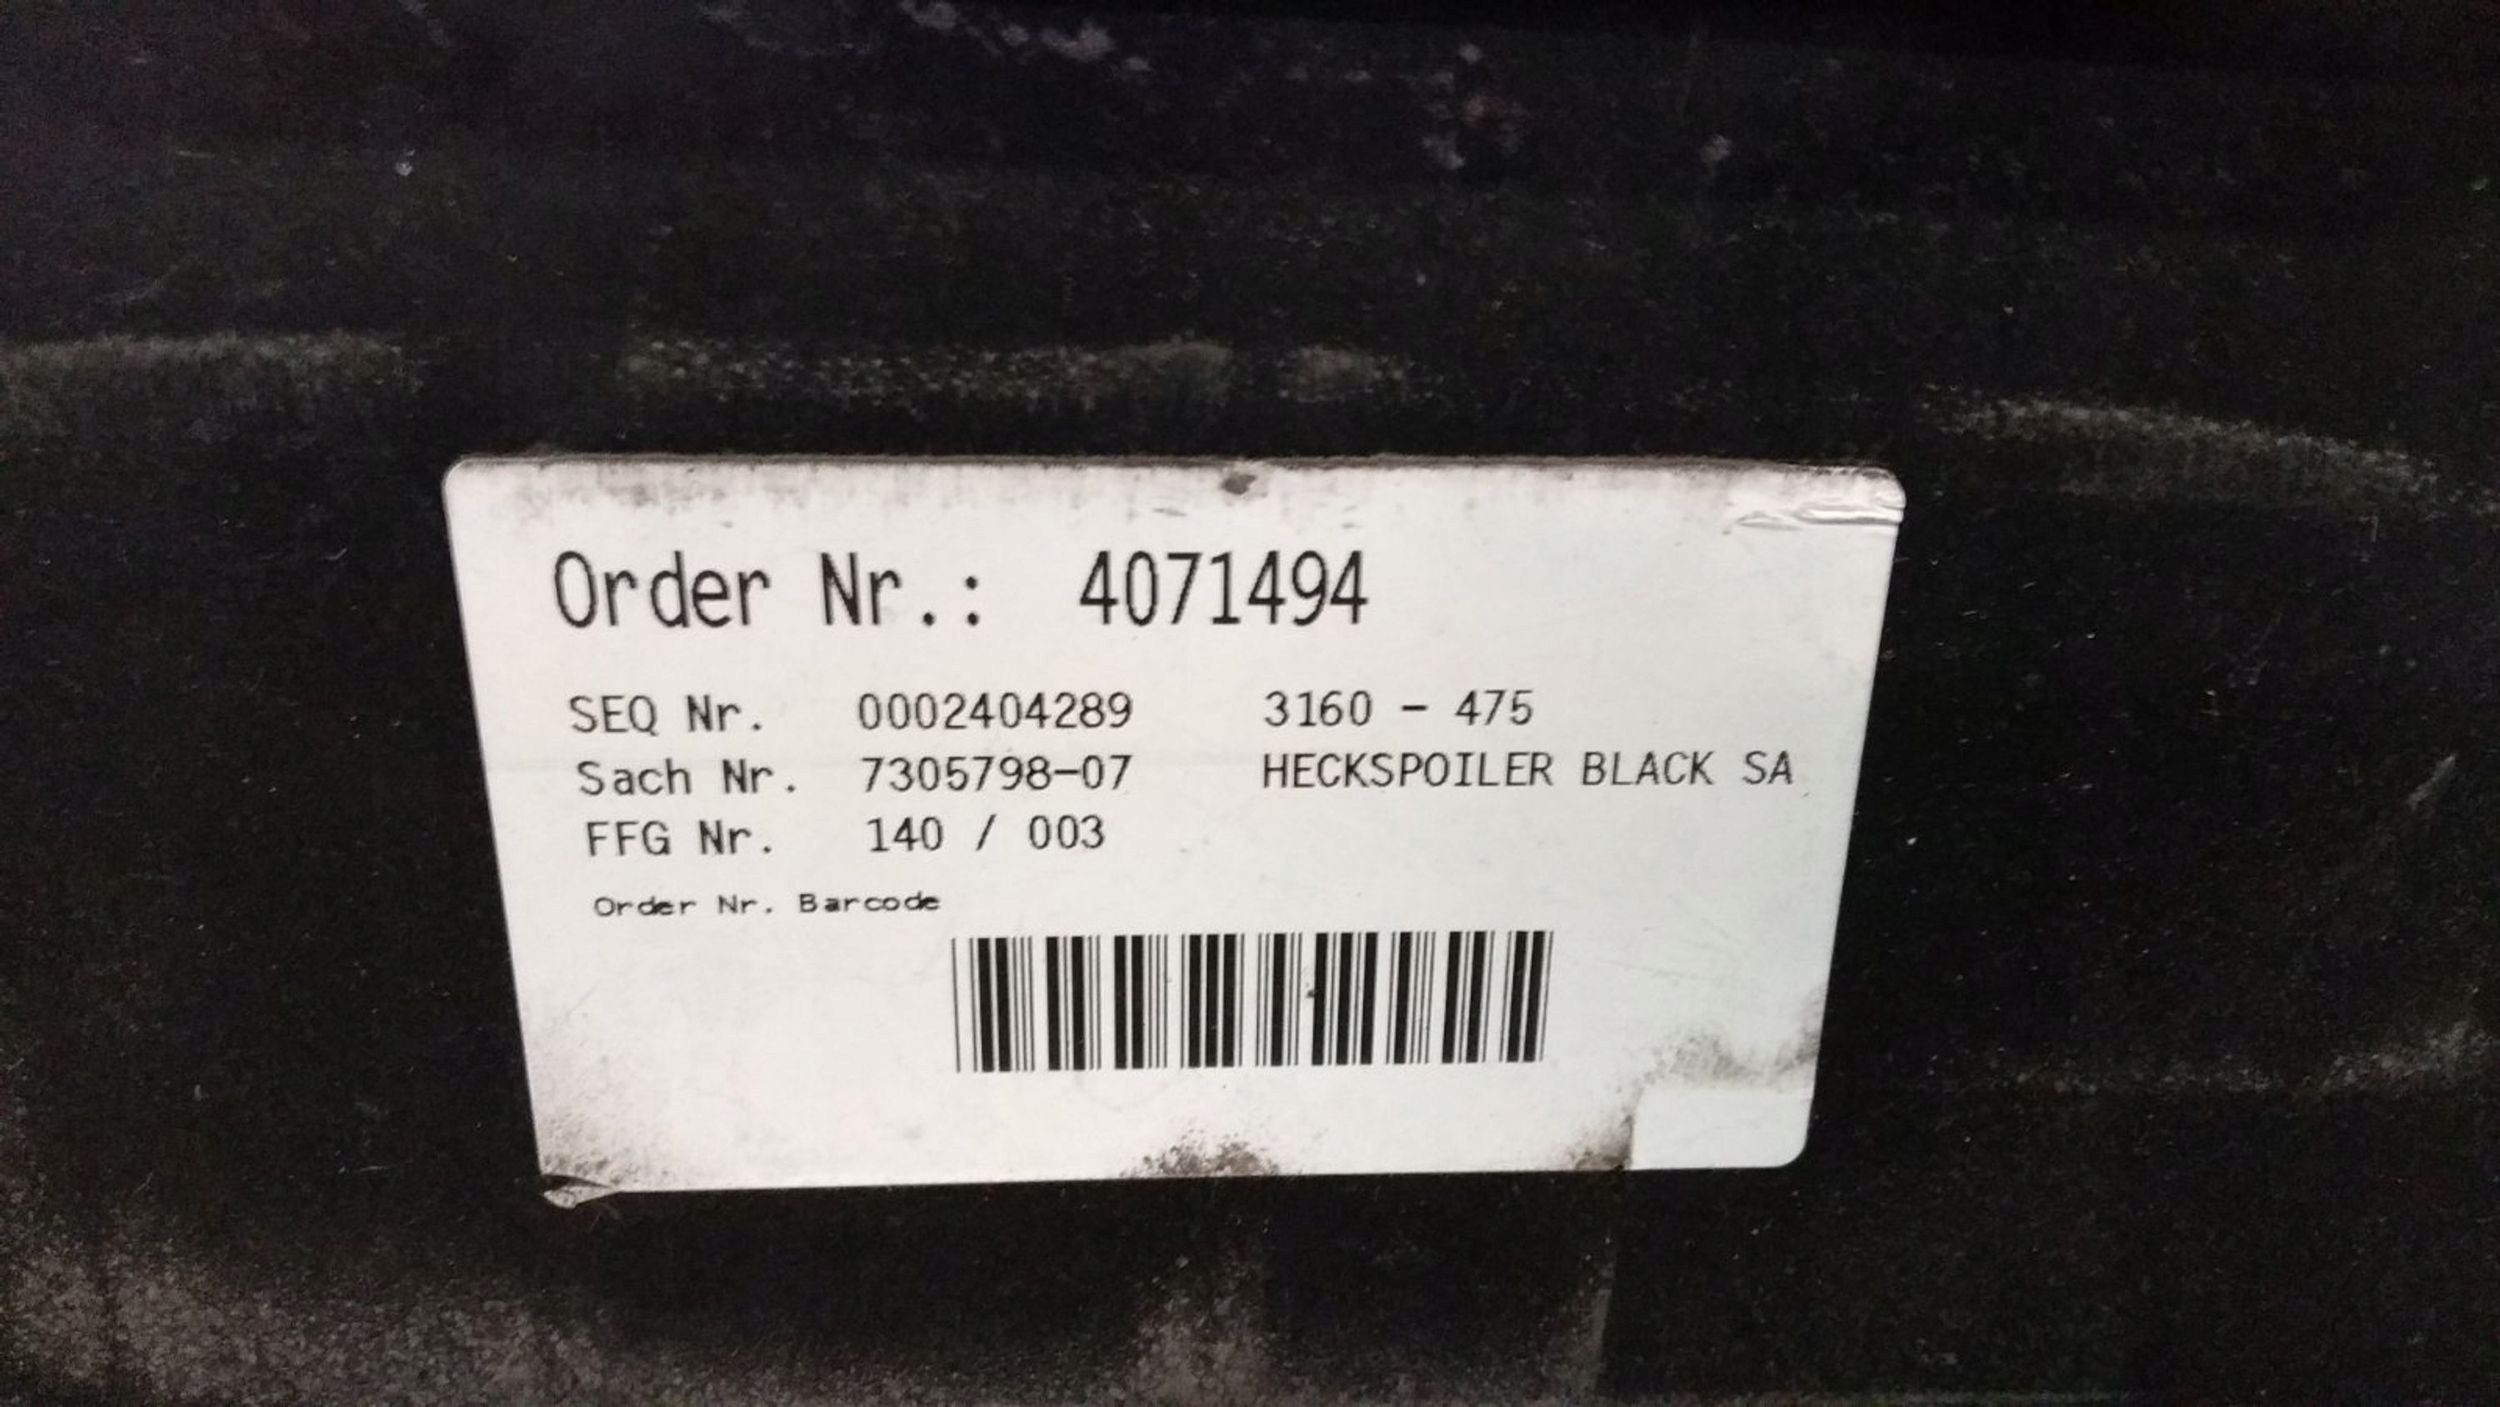 Order Nr.: 4071494
SEQ Nr. 0002404289 3160 - 475
Sach Nr. 7305798-07 HECKSPOILER BLACK SA
FFG Nr. 140 / 003
Order Nr. Barcode